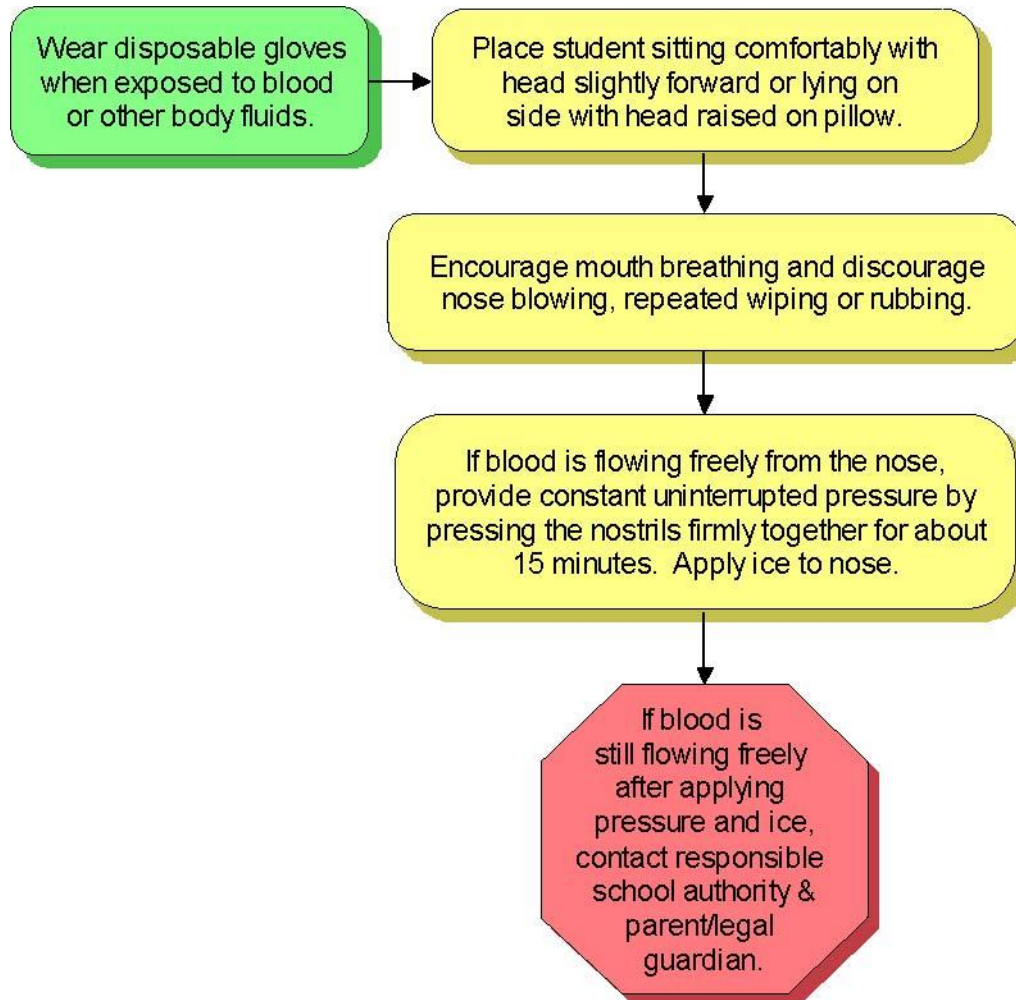 Wear disposable gloves
when exposed to blood
or other body fluids.
Place student sitting comfortably with
head slightly forward or lying on
side with head raised on pillow.
Encourage mouth breathing and discourage
nose blowing, repeated wiping or rubbing.
If blood is flowing freely from the nose,
provide constant uninterrupted pressure by
pressing the nostrils firmly together for about
15 minutes.  Apply ice to nose.
If blood is
still flowing freely
after applying
pressure and ice,
contact responsible
school authority &
parent/legal
guardian.